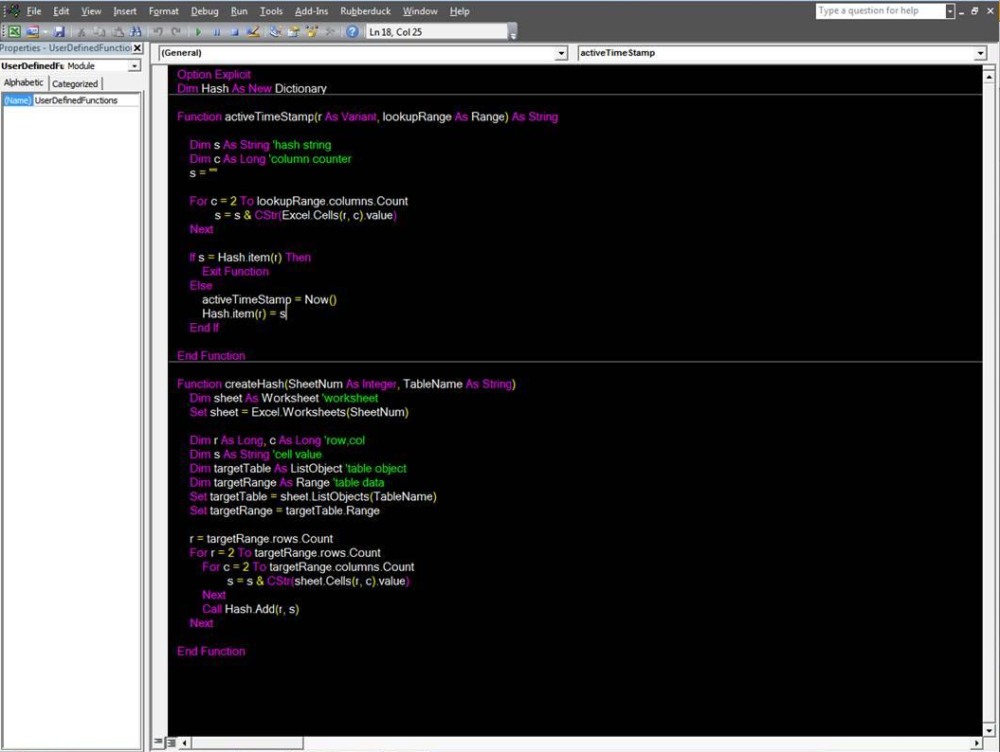 File Edit View Insert Format Debug Run Tools Add-Ins Rubberduck Window Help Type a question for help
Ln 18, Col 25
Properties - UserDefinedFunctio
UserDefinedFu Module
Alphabetic Categorized
(Name) UserDefinedFunctions
(General) activeTimeStamp
Option Explicit
Dim Hash As New Dictionary
Function activeTimeStamp(r As Variant, lookupRange As Range) As String
Dim s As String 'hash string
Dim c As Long 'column counter
s = ""
For c = 2 To lookupRange.columns.Count
s = s & CStr(Excel.Cells(r, c).value)
Next
If s = Hash.item(r) Then
Exit Function
Else
activeTimeStamp = Now()
Hash.item(r) = s
End If
End Function
Function createHash(SheetNum As Integer, TableName As String)
Dim sheet As Worksheet 'worksheet
Set sheet = Excel.Worksheets(SheetNum)
Dim r As Long, c As Long 'row,col
Dim s As String 'cell value
Dim targetTable As ListObject 'table object
Dim targetRange As Range 'table data
Set targetTable = sheet.ListObjects(TableName)
Set targetRange = targetTable.Range
r = targetRange.rows.Count
For r = 2 To targetRange.rows.Count
For c = 2 To targetRange.columns.Count
s = s & CStr(sheet.Cells(r, c).value)
Next
Call Hash.Add(r, s)
Next
End Function